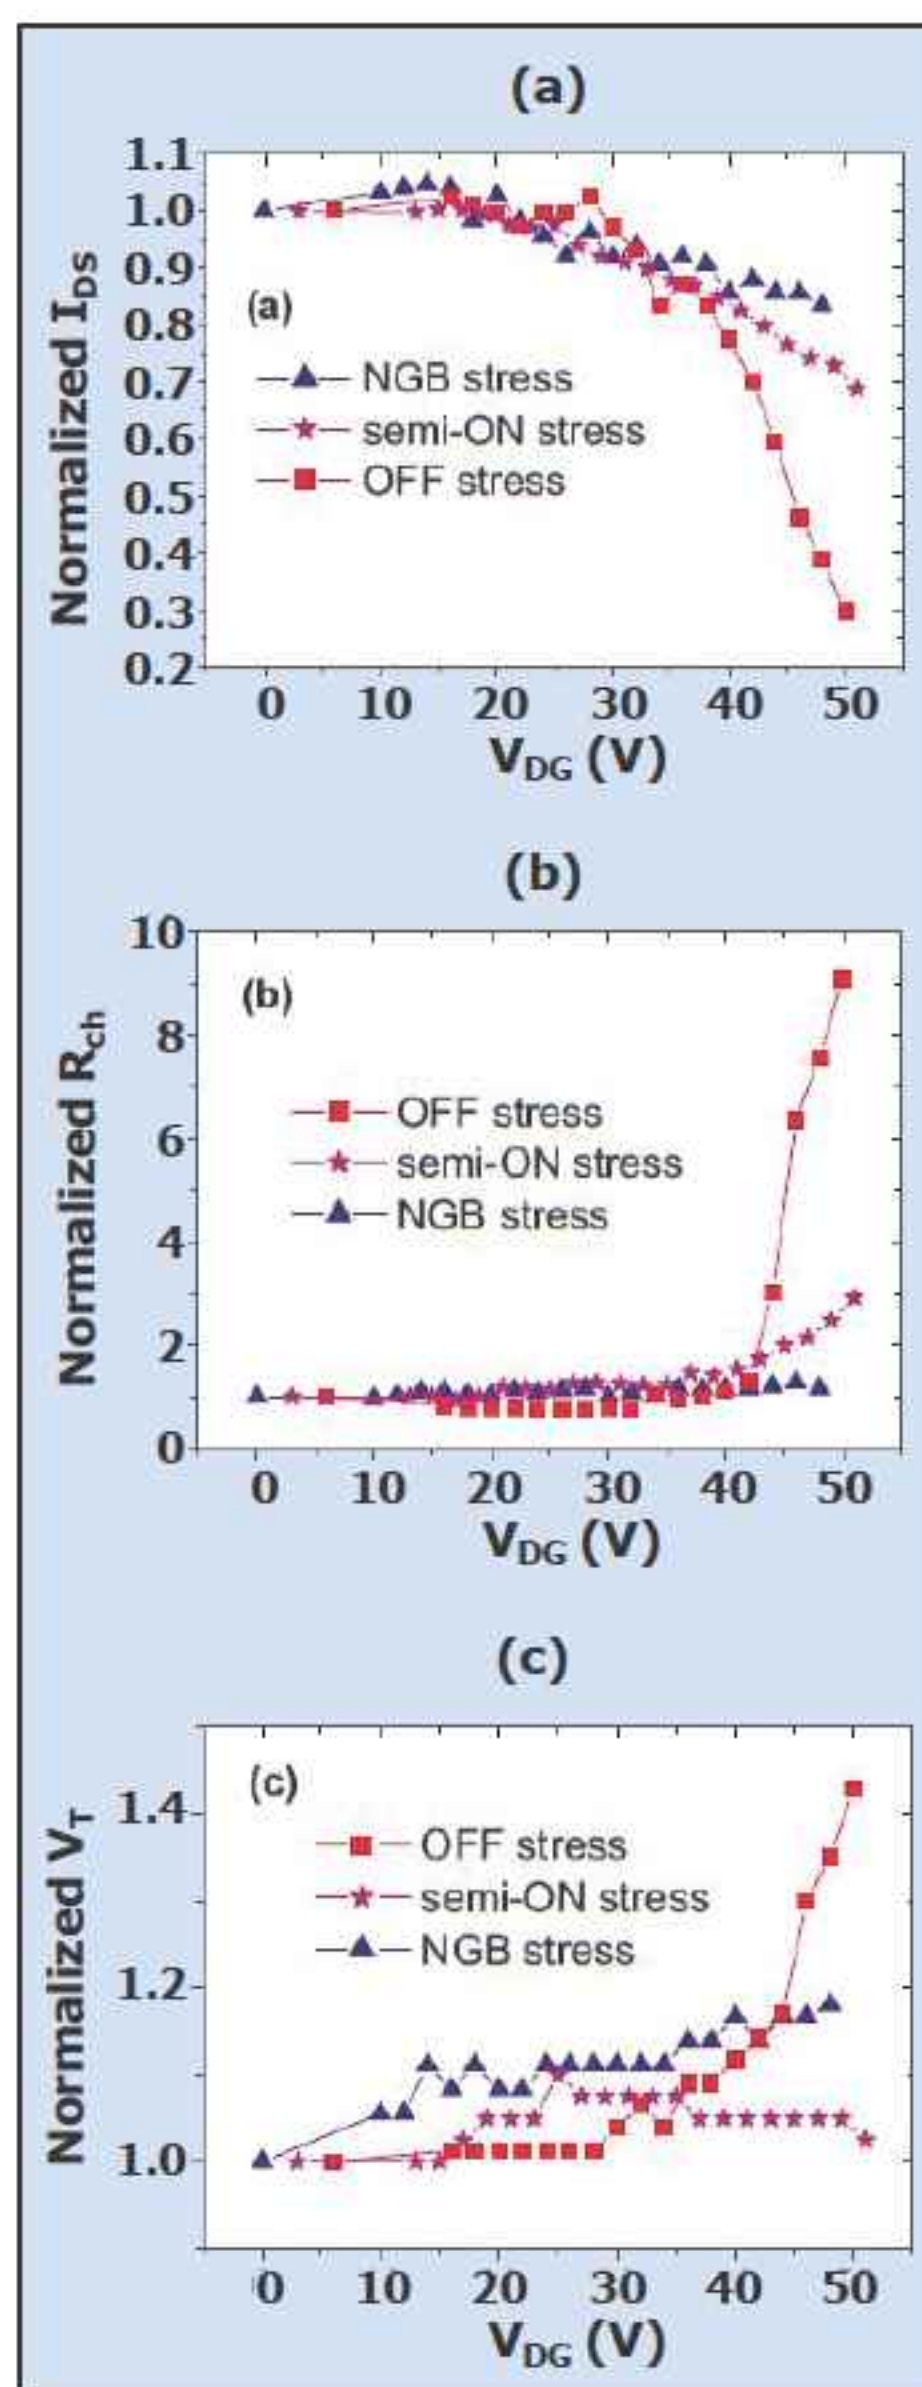 (a)
Normalized I_DS
1.1
1.0
0.9
0.8
0.7
0.6
0.5
0.4
0.3
0.2
(a)
NGB stress
semi-ON stress
OFF stress
0 10 20 30 40 50
V_DG (V)
(b)
Normalized R_ch
10
8
6
4
2
0
(b)
OFF stress
semi-ON stress
NGB stress
0 10 20 30 40 50
V_DG (V)
(c)
Normalized V_T
1.4
1.2
1.0
(c)
OFF stress
semi-ON stress
NGB stress
0 10 20 30 40 50
V_DG (V)